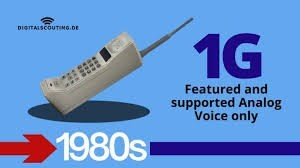 DIGITALSCOUTING.DE
1G
Featured and
supported Analog
Voice only
1980s